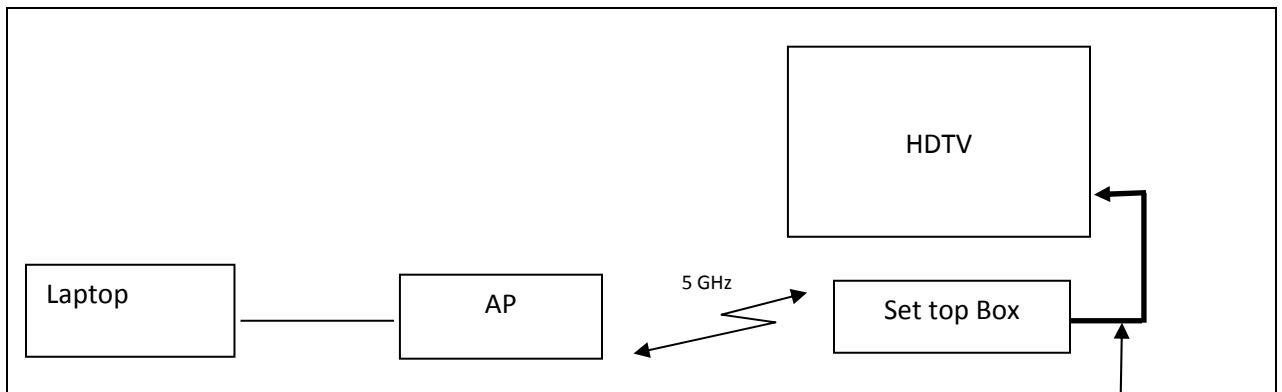 HDTV
5 GHz
Laptop
AP
Set top Box